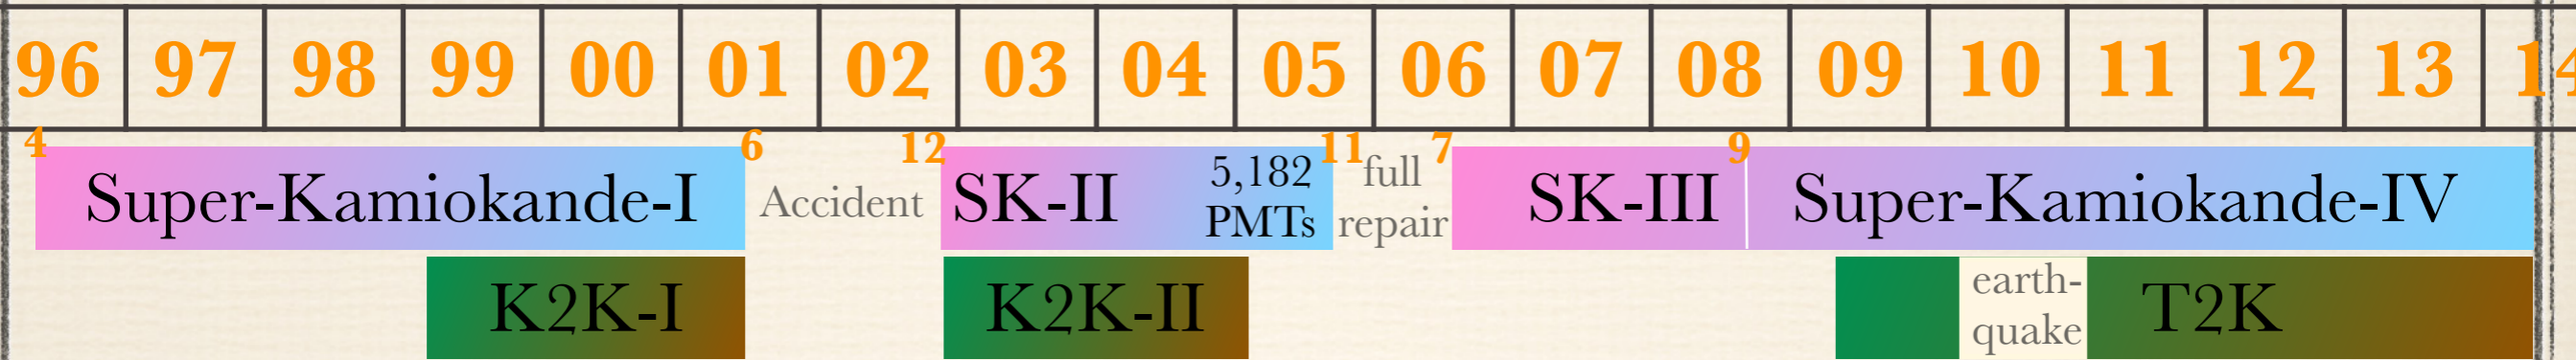 96 97 98 99 00 01 02 03 04 05 06 07 08 09 10 11 12 13 14
4 6 12 11 7 9
Super-Kamiokande-I Accident SK-II 5,182 PMTs full repair SK-III Super-Kamiokande-IV
K2K-I K2K-II earth-quake T2K